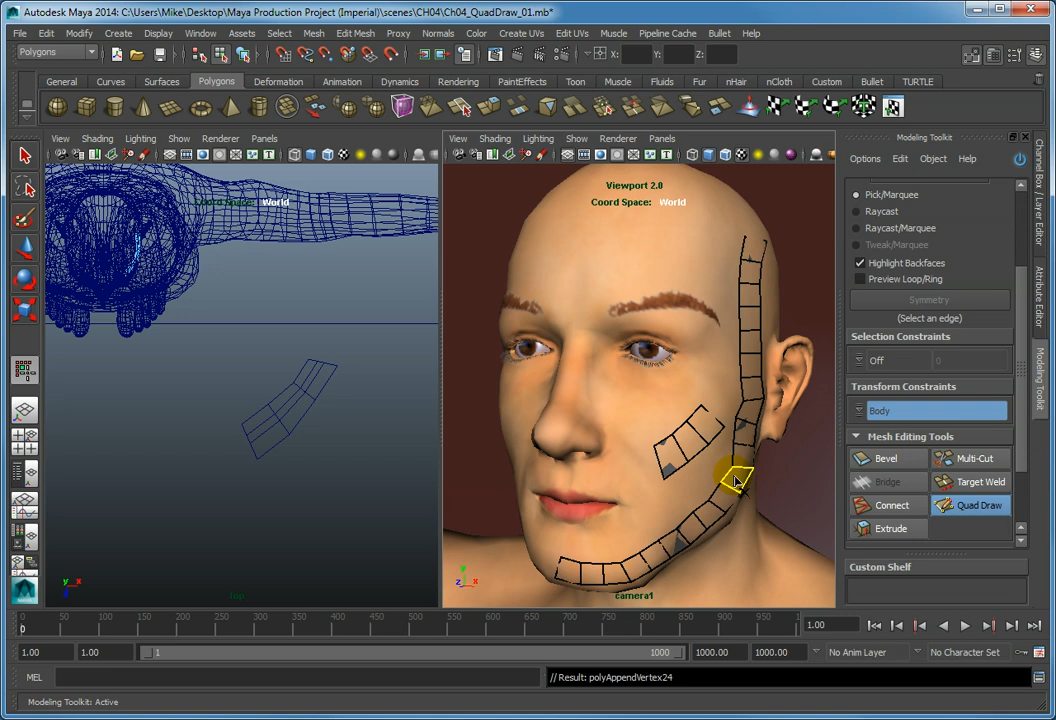 Autodesk Maya 2014: C:\Users\Mike\Desktop\Maya Production Project (Imperial)\scenes\CH04\Ch04_QuadDraw_01.mb*
File Edit Modify Create Display Window Assets Select Mesh Edit Mesh Proxy Normals Color Create UVs Edit UVs Muscle Pipeline Cache Bullet Help
Polygons X: Y: Z:
General Curves Surfaces Polygons Deformation Animation Dynamics Rendering PaintEffects Toon Muscle Fluids Fur nHair nCloth Custom Bullet TURTLE
View Shading Lighting Show Renderer Panels
View Shading Lighting Show Renderer Panels
Modeling Toolkit
Options Edit Object Help
Coord Space: World
Viewport 2.0
Coord Space: World
Pick/Marquee
Raycast
Raycast/Marquee
Tweak/Marquee
Highlight Backfaces
Preview Loop/Ring
Symmetry
(Select an edge)
Selection Constraints
Off 0
Transform Constraints
Body
Mesh Editing Tools
Bevel Multi-Cut
Bridge Target Weld
Connect Quad Draw
Extrude
Custom Shelf
Channel Box / Layer Editor
Attribute Editor
Modeling Toolkit
y x
top
y z x
camera1
0 50 100 150 200 250 300 350 400 450 500 550 600 650 700 750 800 850 900 950 1
0
1.00
1.00 1.00 1 1000 1000.00 1000.00 No Anim Layer No Character Set
MEL // Result: polyAppendVertex24
Modeling Toolkit: Active